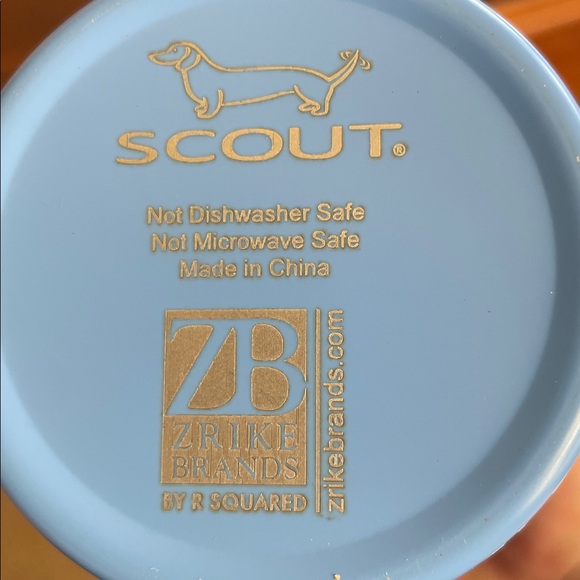 SCOUT®
Not Dishwasher Safe
Not Microwave Safe
Made in China
ZB
ZRIKE
BRANDS
BY R SQUARED
zrikebrands.com